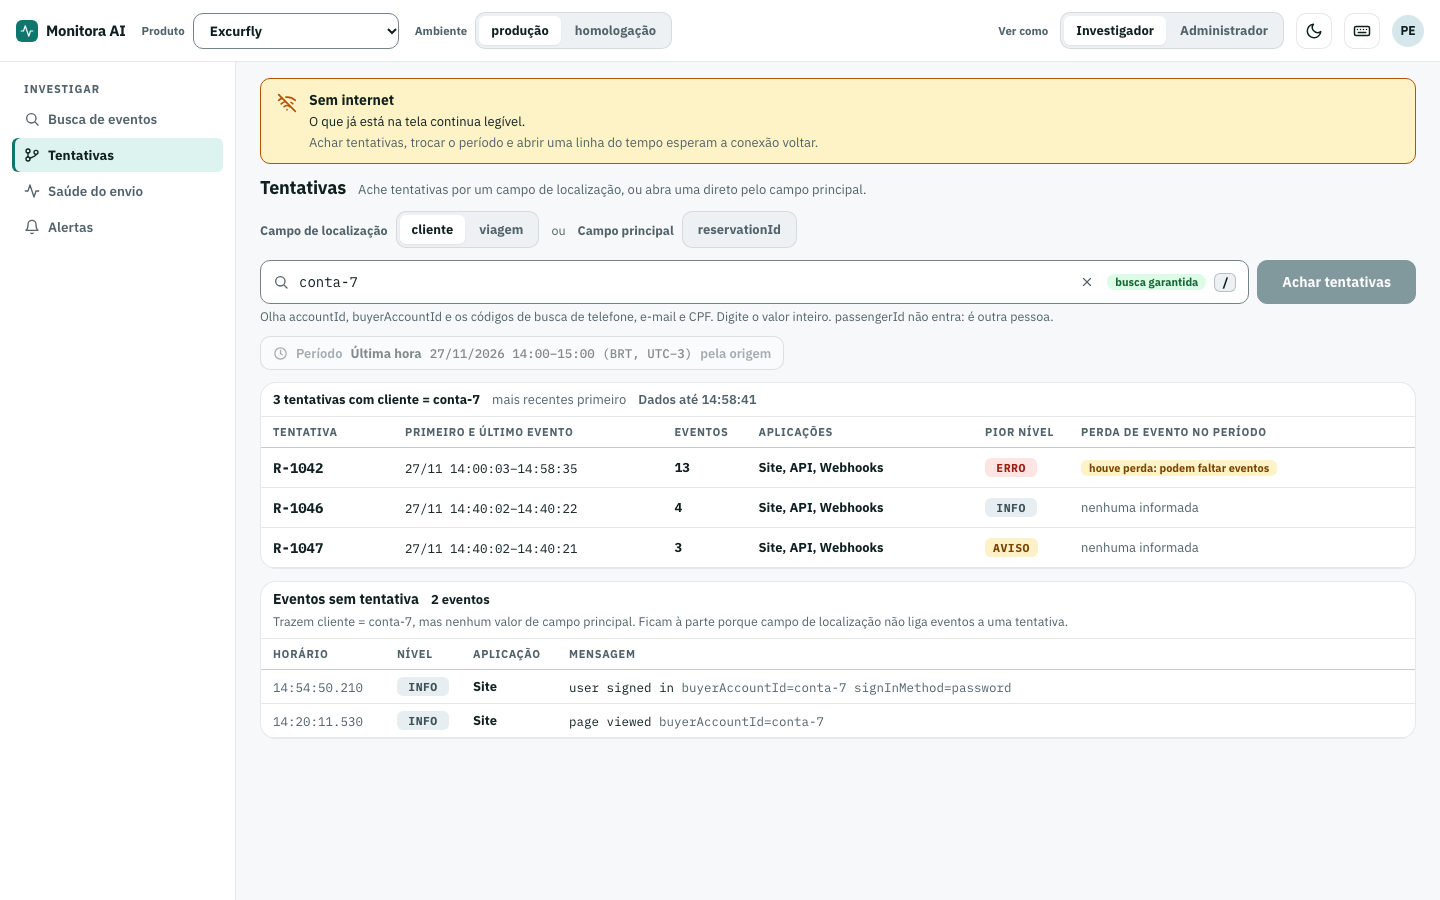 Monitora AI Produto Excurfly Ambiente produção homologação Ver como Investigador Administrador PE
INVESTIGAR
Busca de eventos
Tentativas
Saúde do envio
Alertas
Sem internet
O que já está na tela continua legível.
Achar tentativas, trocar o período e abrir uma linha do tempo esperam a conexão voltar.
Tentativas Ache tentativas por um campo de localização, ou abra uma direto pelo campo principal.
Campo de localização cliente viagem ou Campo principal reservationId
conta-7 busca garantida / Achar tentativas
Olha accountId, buyerAccountId e os códigos de busca de telefone, e-mail e CPF. Digite o valor inteiro. passengerId não entra: é outra pessoa.
Período Última hora 27/11/2026 14:00–15:00 (BRT, UTC−3) pela origem
3 tentativas com cliente = conta-7 mais recentes primeiro Dados até 14:58:41
TENTATIVA PRIMEIRO E ÚLTIMO EVENTO EVENTOS APLICAÇÕES PIOR NÍVEL PERDA DE EVENTO NO PERÍODO
R-1042 27/11 14:00:03–14:58:35 13 Site, API, Webhooks ERRO houve perda: podem faltar eventos
R-1046 27/11 14:40:02–14:40:22 4 Site, API, Webhooks INFO nenhuma informada
R-1047 27/11 14:40:02–14:40:21 3 Site, API, Webhooks AVISO nenhuma informada
Eventos sem tentativa 2 eventos
Trazem cliente = conta-7, mas nenhum valor de campo principal. Ficam à parte porque campo de localização não liga eventos a uma tentativa.
HORÁRIO NÍVEL APLICAÇÃO MENSAGEM
14:54:50.210 INFO Site user signed in buyerAccountId=conta-7 signInMethod=password
14:20:11.530 INFO Site page viewed buyerAccountId=conta-7